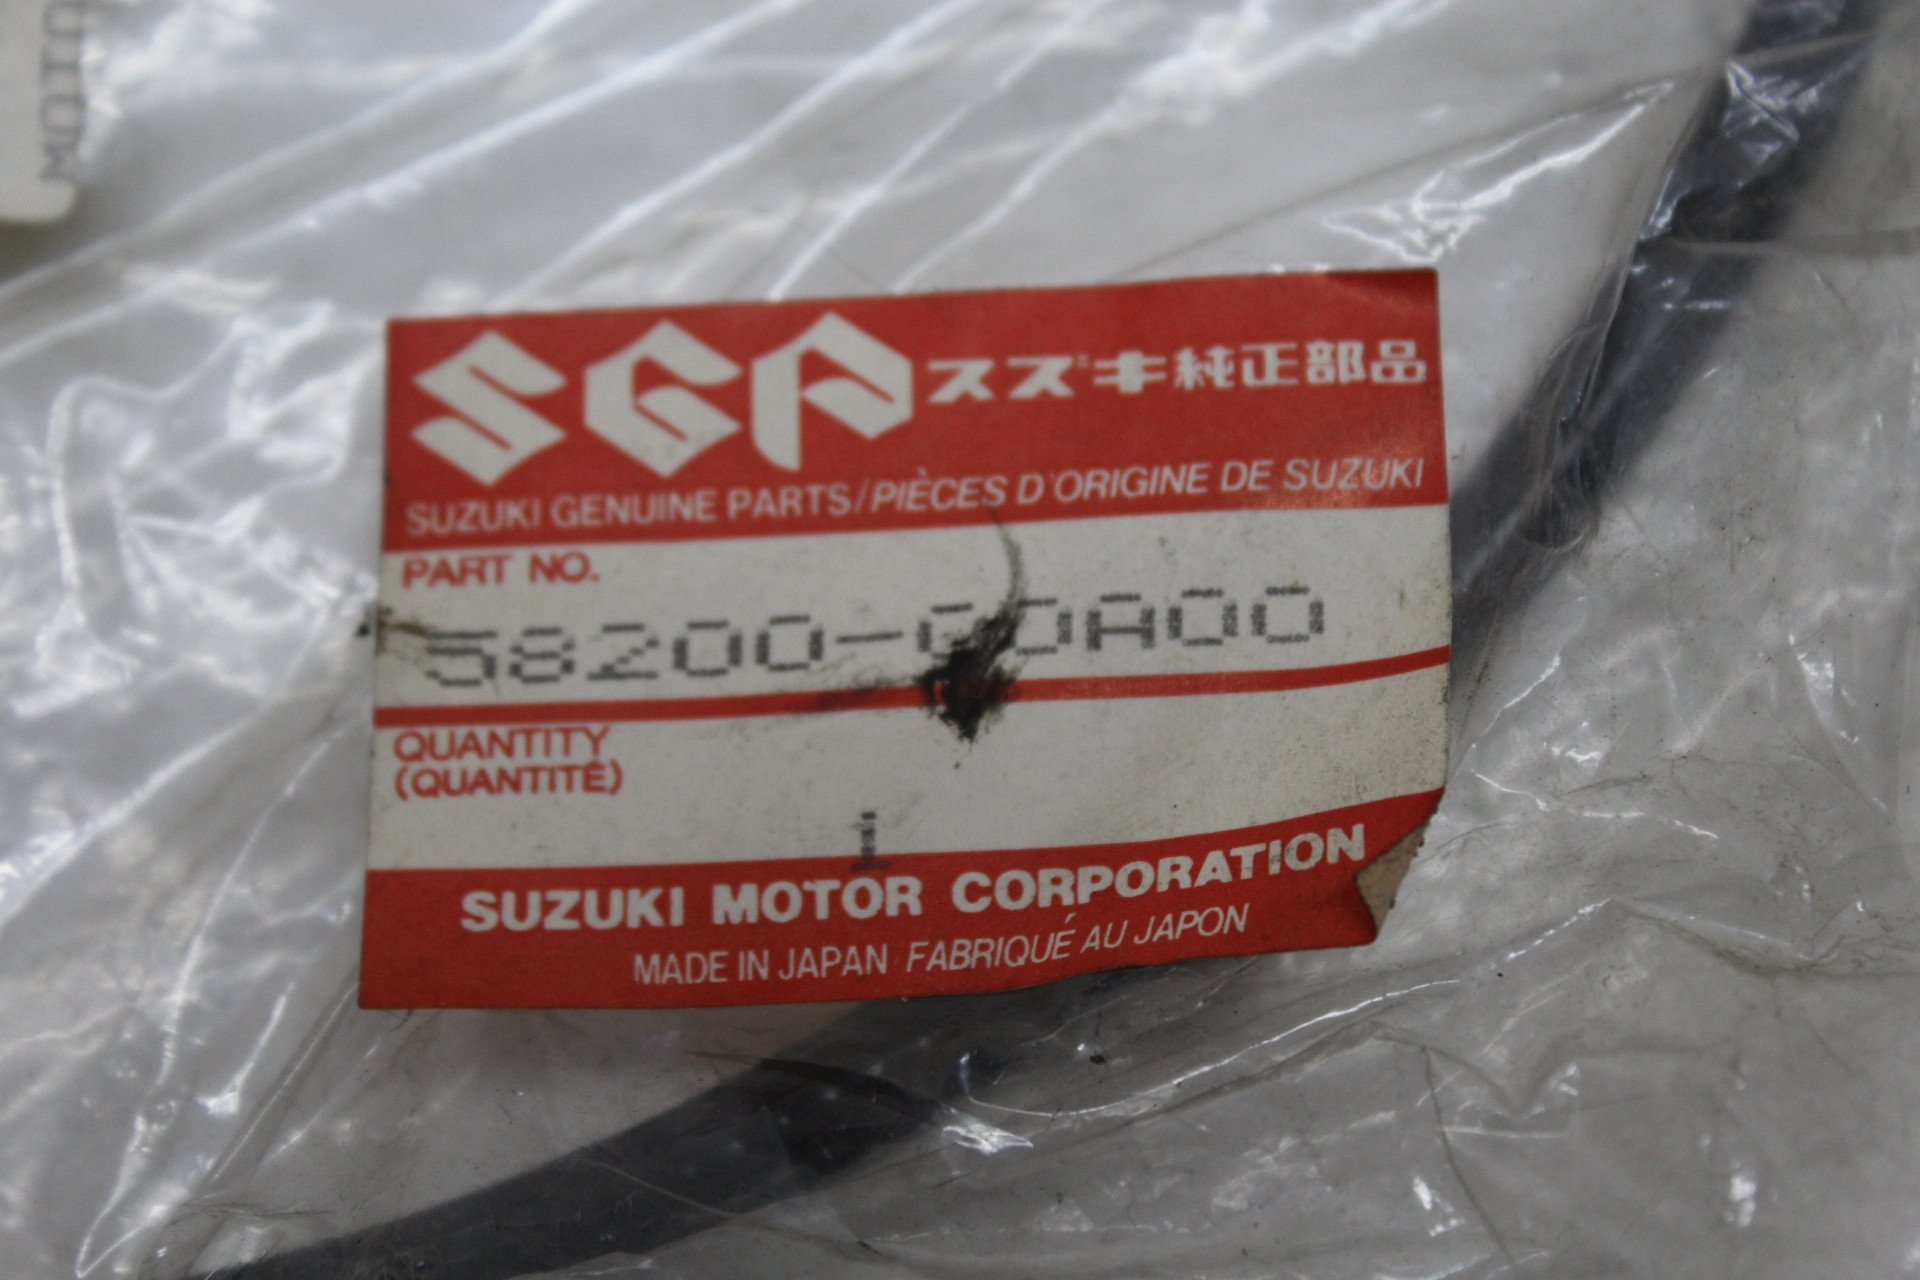 MOTO
SGP スズキ純正部品
SUZUKI GENUINE PARTS/PIÈCES D'ORIGINE DE SUZUKI
PART NO.
QUANTITY
(QUANTITÉ)
1
SUZUKI MOTOR CORPORATION
MADE IN JAPAN FABRIQUÉ AU JAPON